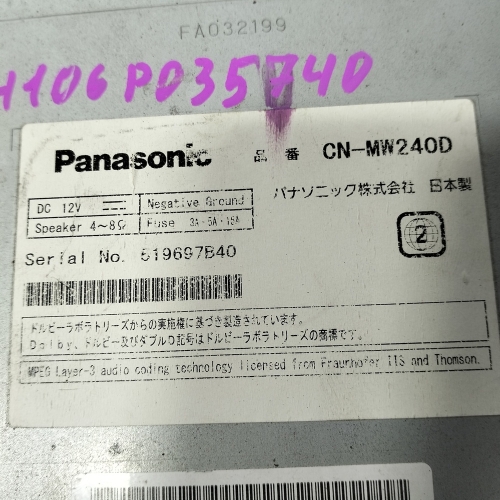 FA032199
H106PD3574D
Panasonic 品番 CN-MW240D
DC 12V Negative Ground
Speaker 4~8Ω Fuse 3A・5A・15A
パナソニック株式会社 日本製
Serial No. 619697B40
2
ドルビーラボラトリーズからの実施権に基づき製造されています。
Dolby、ドルビー及びダブルD記号はドルビーラボラトリーズの商標です。
MPEG Layer-3 audio coding technology licensed from Fraunhofer IIS and Thomson.